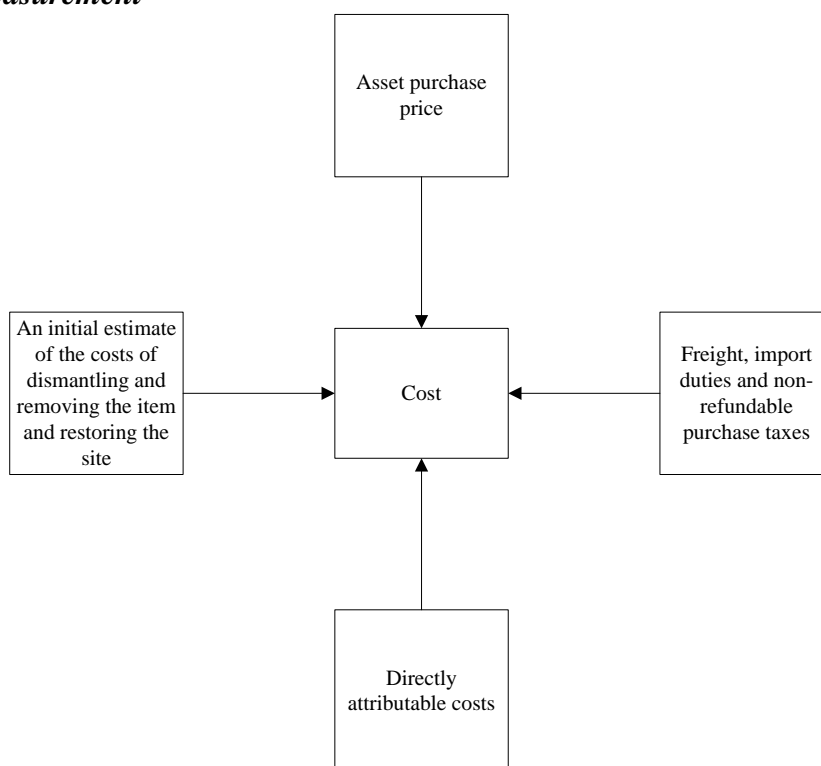 Asset purchase
price
An initial estimate
of the costs of
dismantling and
removing the item
and restoring the
site
Cost
Freight, import
duties and non-
refundable
purchase taxes
Directly
attributable costs